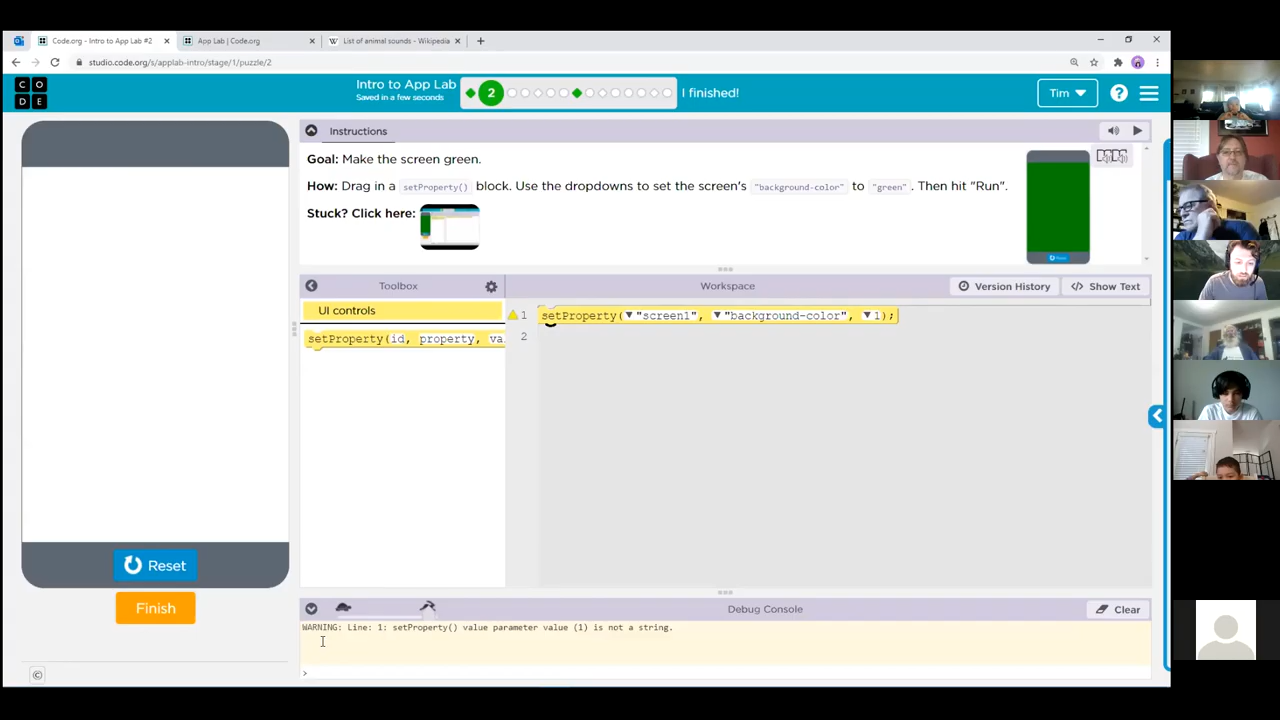 Code.org - Intro to App Lab #2
App Lab | Code.org
List of animal sounds - Wikipedia
studio.code.org/s/applab-intro/stage/1/puzzle/2
C O
D E
Intro to App Lab
Saved in a few seconds
2
I finished!
Tim
?
Instructions
Goal: Make the screen green.
How: Drag in a setProperty() block. Use the dropdowns to set the screen's "background-color" to "green". Then hit "Run".
Stuck? Click here:
Reset
Toolbox
Workspace
Version History
</> Show Text
UI controls
1 setProperty(▼"screen1", ▼"background-color", ▼1);
setProperty(id, property, va
2
Reset
Finish
Debug Console
Clear
WARNING: Line: 1: setProperty() value parameter value (1) is not a string.
>
©